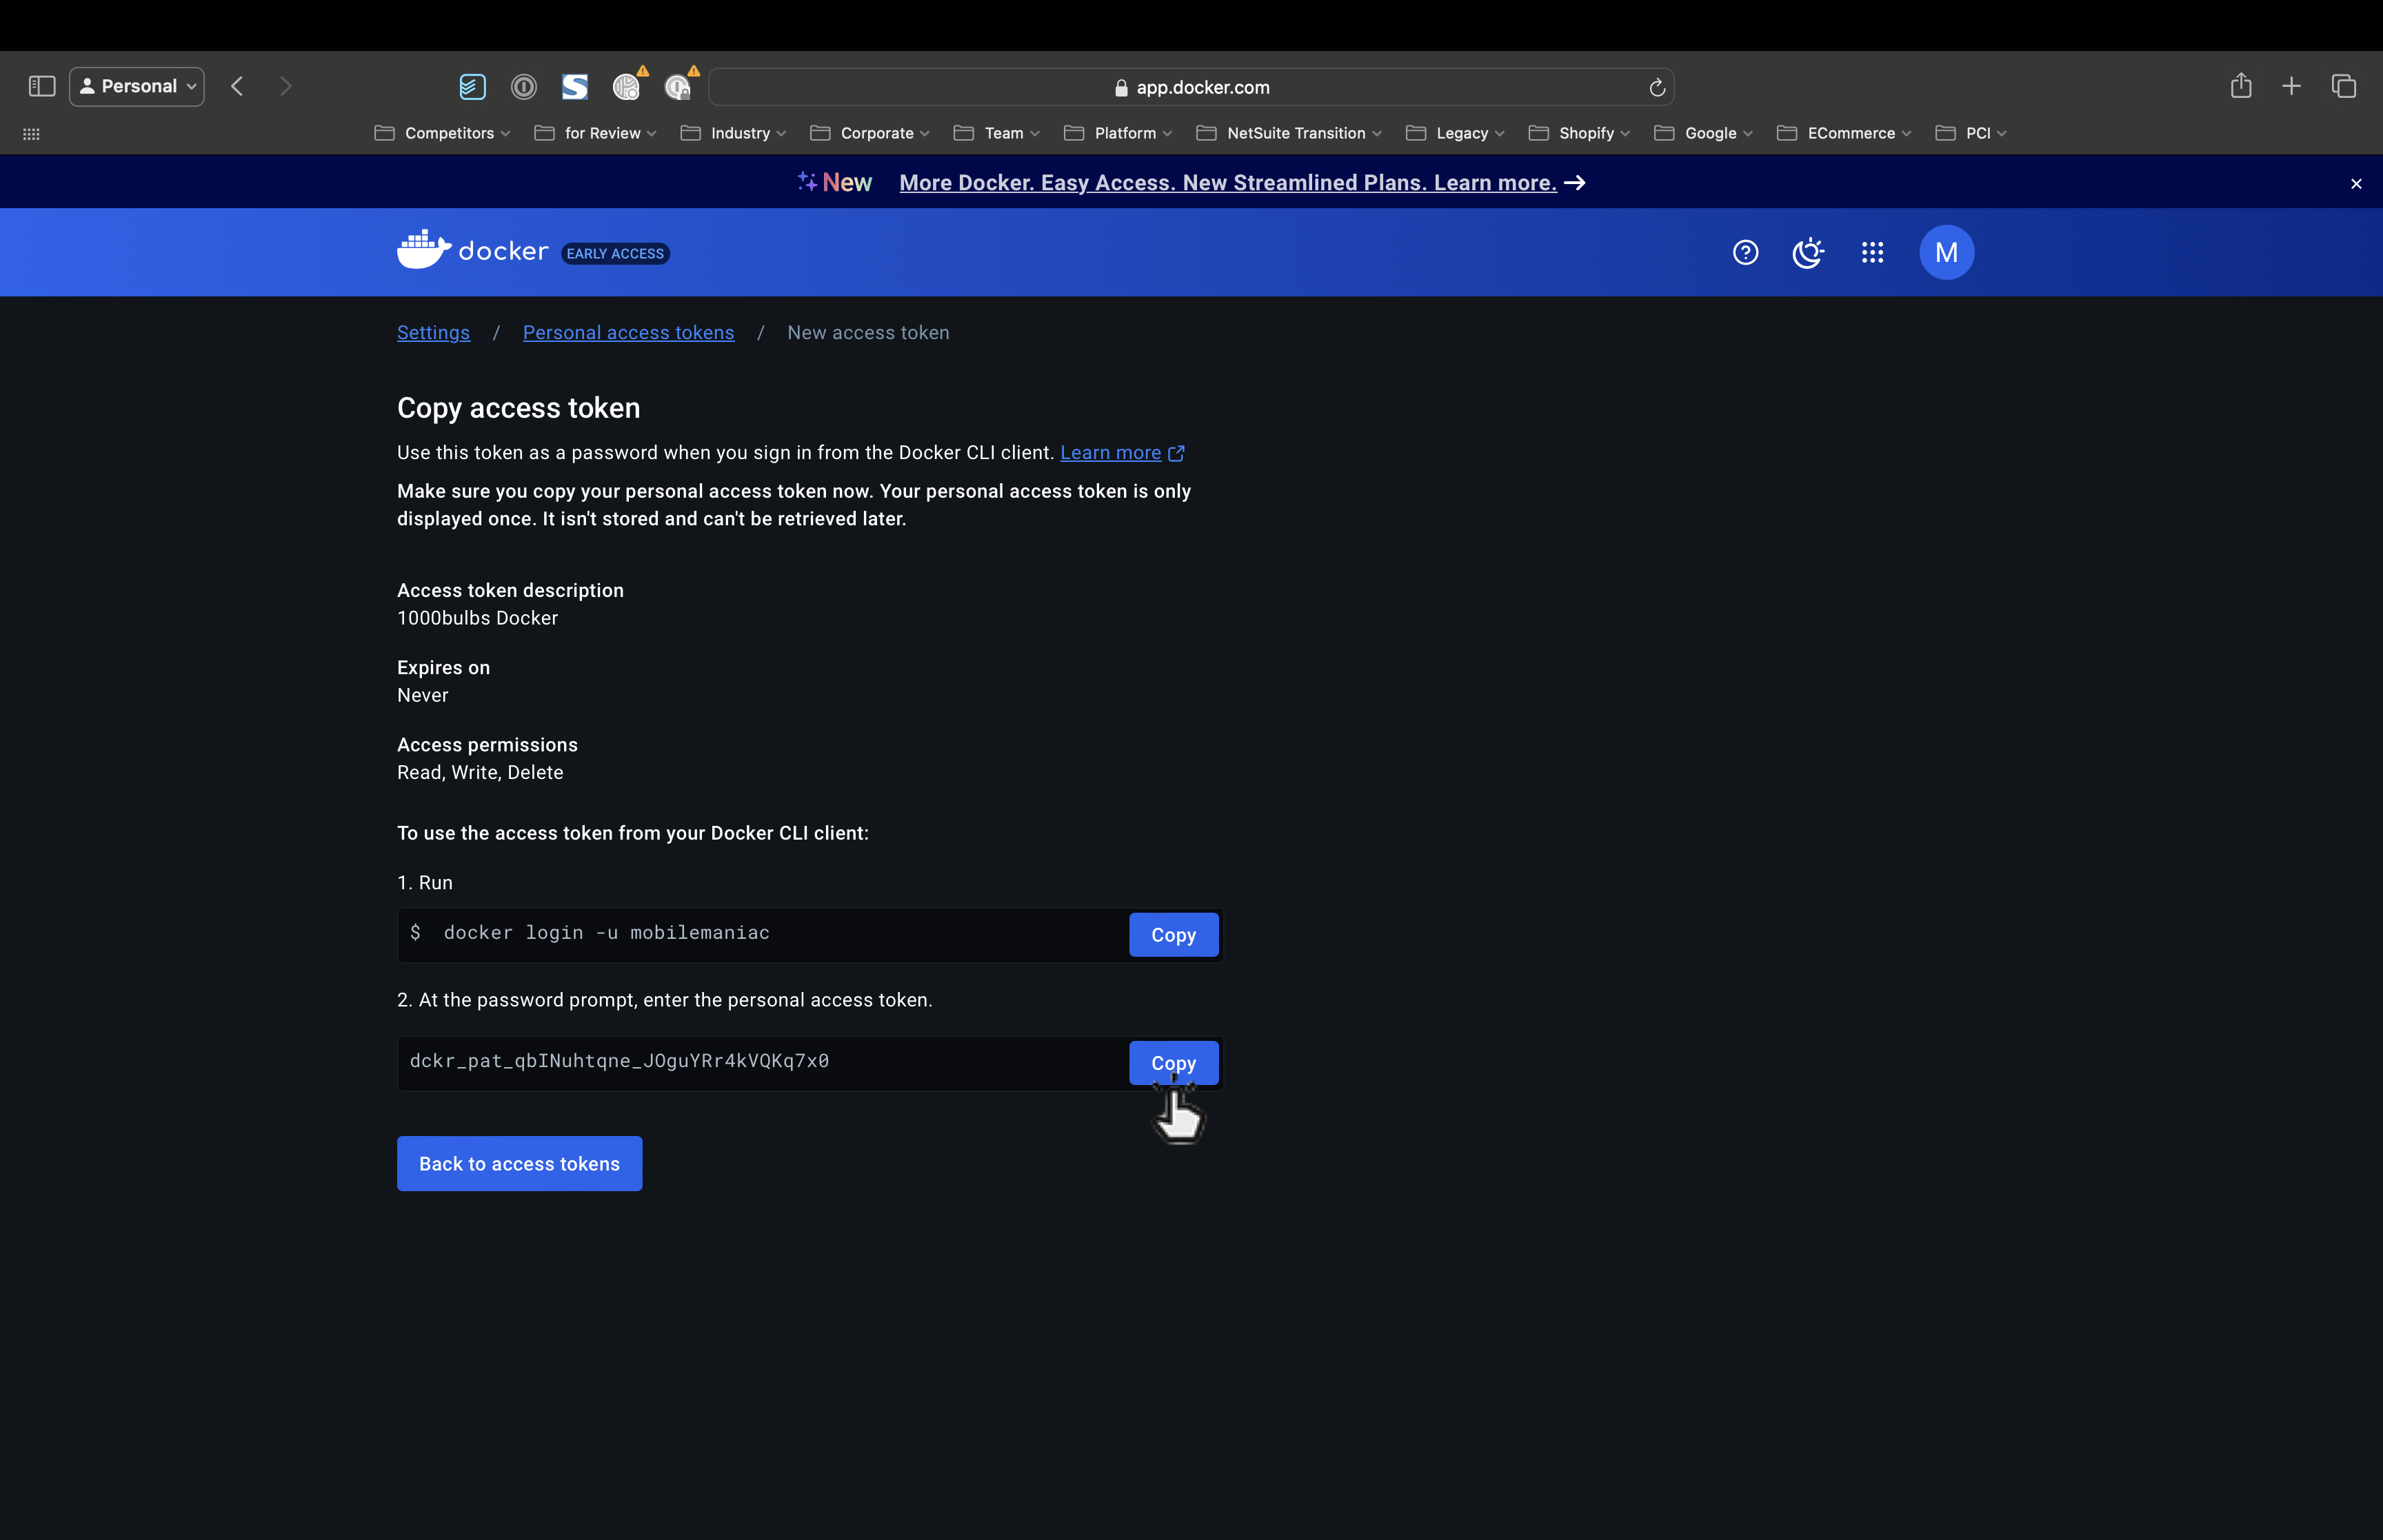 Personal
app.docker.com
Competitors
for Review
Industry
Corporate
Team
Platform
NetSuite Transition
Legacy
Shopify
Google
ECommerce
PCI
New More Docker. Easy Access. New Streamlined Plans. Learn more. →
docker EARLY ACCESS
M
Settings / Personal access tokens / New access token
Copy access token
Use this token as a password when you sign in from the Docker CLI client. Learn more
Make sure you copy your personal access token now. Your personal access token is only
displayed once. It isn't stored and can't be retrieved later.
Access token description
1000bulbs Docker
Expires on
Never
Access permissions
Read, Write, Delete
To use the access token from your Docker CLI client:
1. Run
$ docker login -u mobilemaniac
Copy
2. At the password prompt, enter the personal access token.
dckr_pat_qbINuhtqne_JOguYRr4kVQKq7x0
Copy
Back to access tokens